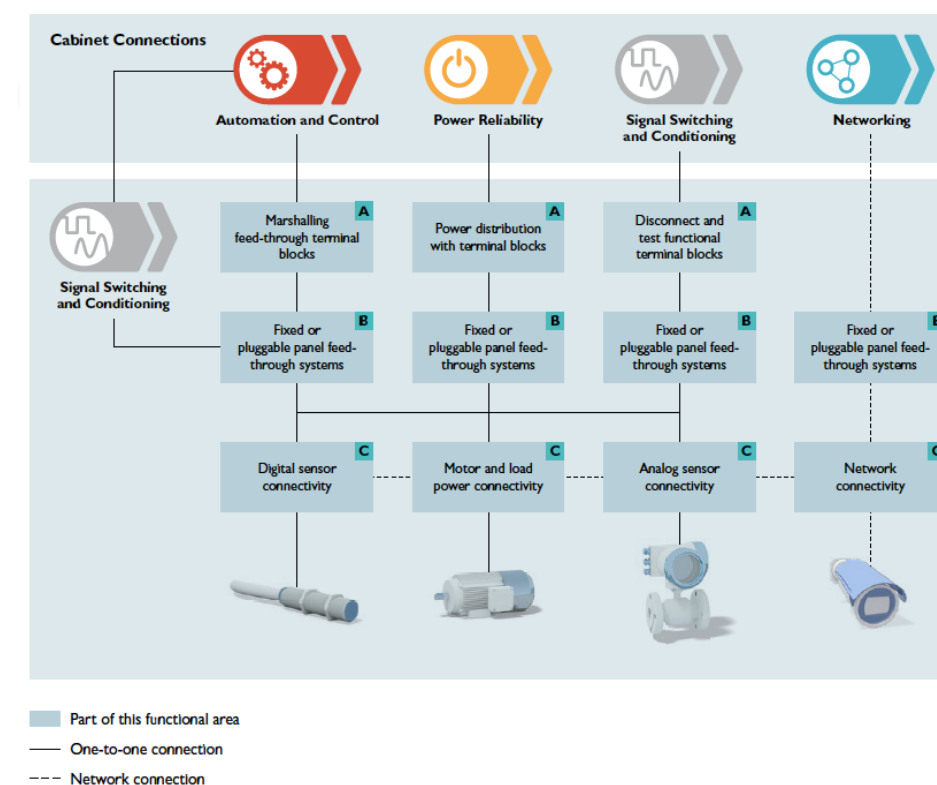 Cabinet Connections
Automation and Control
Power Reliability
Signal Switching
and Conditioning
Networking
Signal Switching
and Conditioning
A
Marshalling
feed-through terminal
blocks
A
Power distribution
with terminal blocks
A
Disconnect and
test functional
terminal blocks
B
Fixed or
pluggable panel feed-
through systems
B
Fixed or
pluggable panel feed-
through systems
B
Fixed or
pluggable panel feed-
through systems
Fixed or
pluggable panel feed-
through systems
C
Digital sensor
connectivity
C
Motor and load
power connectivity
C
Analog sensor
connectivity
Network
connectivity
Part of this functional area
One-to-one connection
Network connection